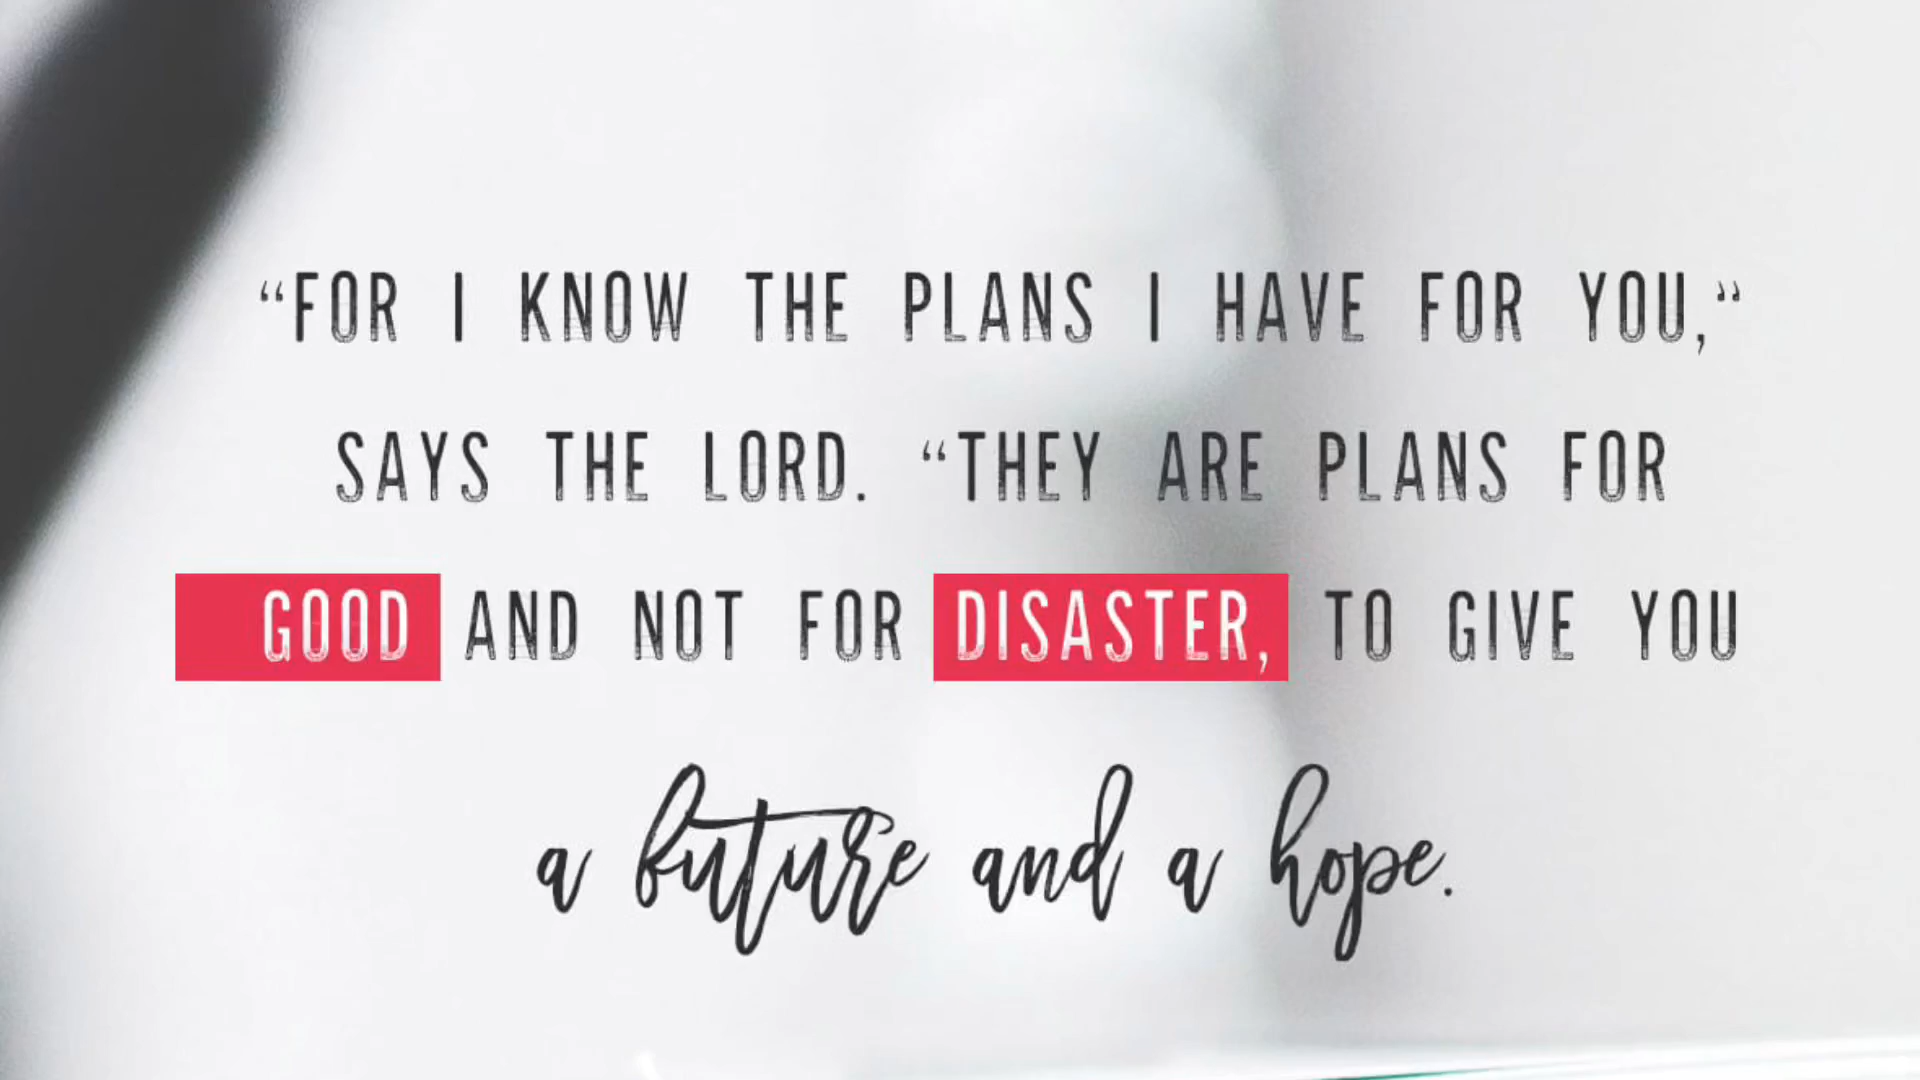 “FOR I KNOW THE PLANS I HAVE FOR YOU,“
SAYS THE LORD. “THEY ARE PLANS FOR
GOOD AND NOT FOR DISASTER, TO GIVE YOU
a future and a hope.